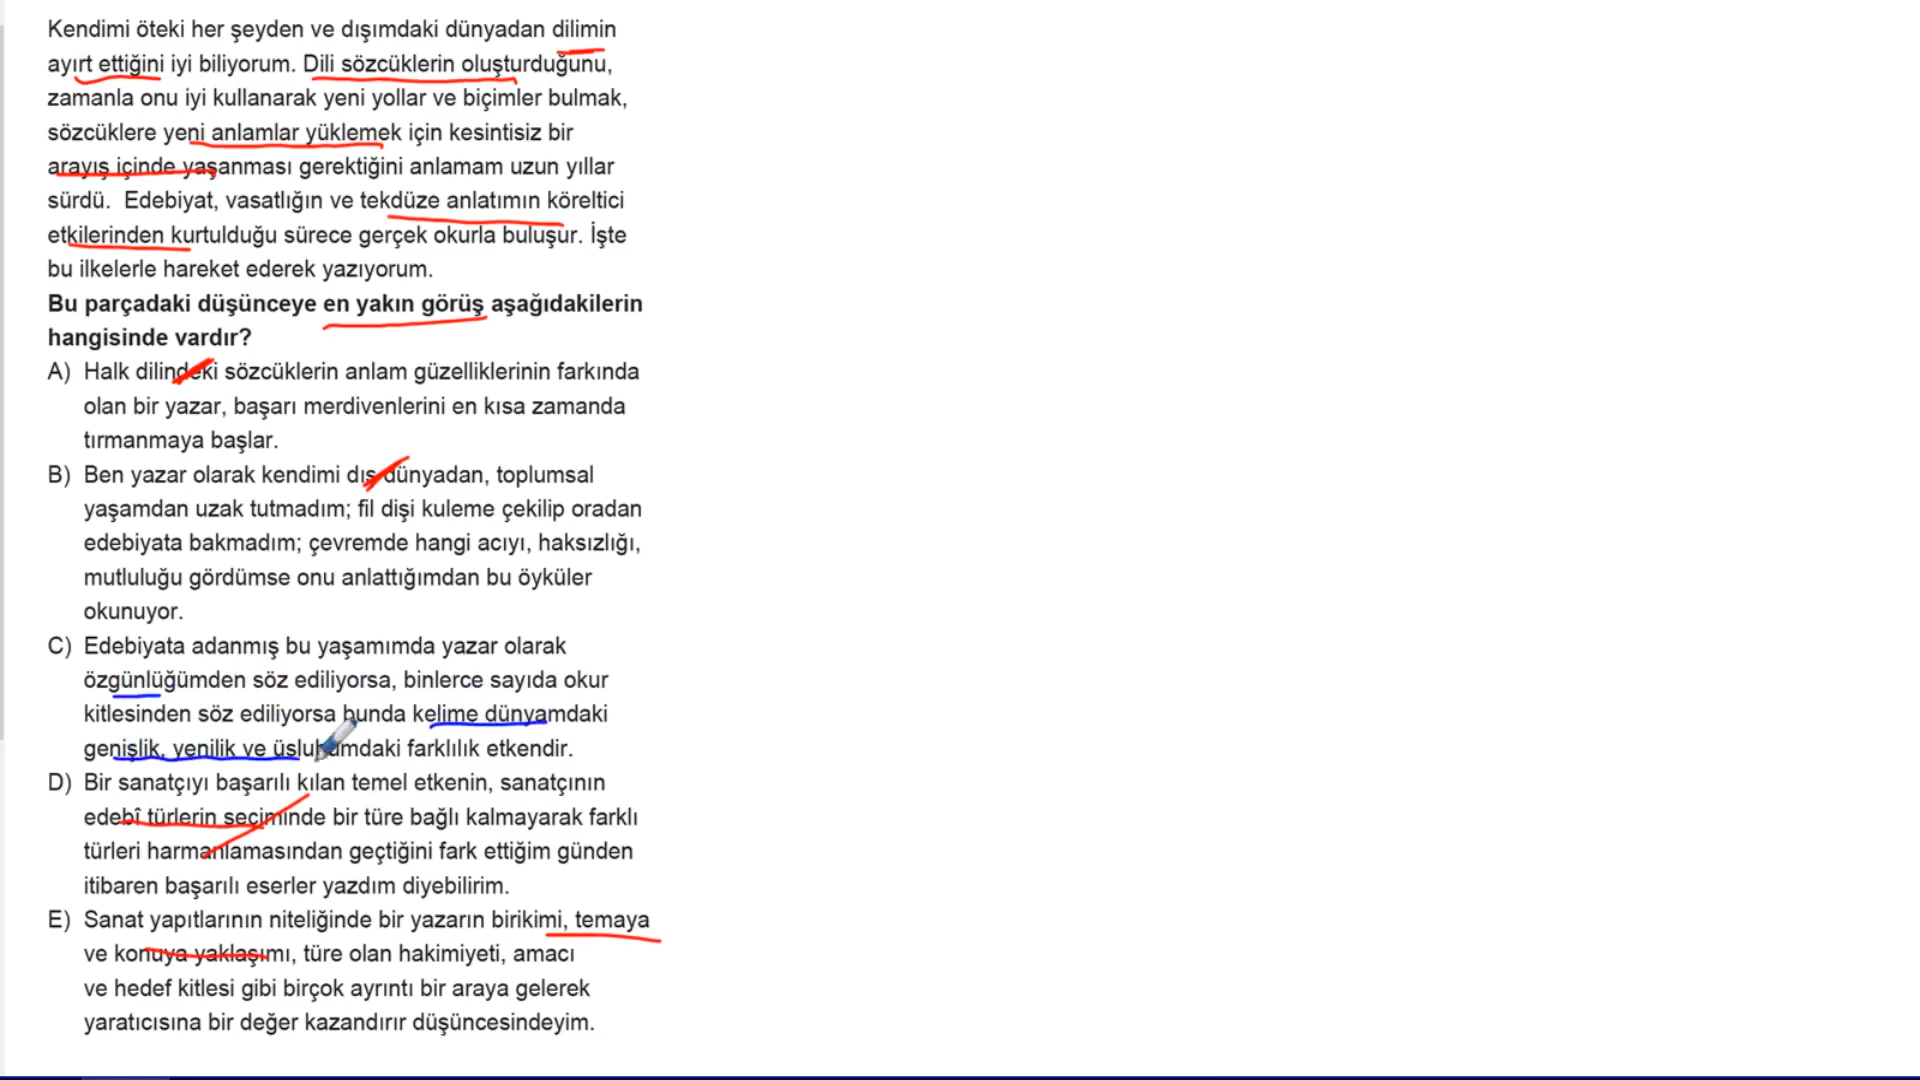 Kendimi öteki her şeyden ve dışımdaki dünyadan dilimin
ayırt ettiğini iyi biliyorum. Dili sözcüklerin oluşturduğunu,
zamanla onu iyi kullanarak yeni yollar ve biçimler bulmak,
sözcüklere yeni anlamlar yüklemek için kesintisiz bir
arayış içinde yaşanması gerektiğini anlamam uzun yıllar
sürdü. Edebiyat, vasatlığın ve tekdüze anlatımın köreltici
etkilerinden kurtulduğu sürece gerçek okurla buluşur. İşte
bu ilkelerle hareket ederek yazıyorum.
Bu parçadaki düşünceye en yakın görüş aşağıdakilerin
hangisinde vardır?
A) Halk dilindeki sözcüklerin anlam güzelliklerinin farkında
olan bir yazar, başarı merdivenlerini en kısa zamanda
tırmanmaya başlar.
B) Ben yazar olarak kendimi dış dünyadan, toplumsal
yaşamdan uzak tutmadım; fil dişi kuleme çekilip oradan
edebiyata bakmadım; çevremde hangi acıyı, haksızlığı,
mutluluğu gördümse onu anlattığımdan bu öyküler
okunuyor.
C) Edebiyata adanmış bu yaşamımda yazar olarak
özgünlüğümden söz ediliyorsa, binlerce sayıda okur
kitlesinden söz ediliyorsa bunda kelime dünyamdaki
genişlik, yenilik ve üslubumdaki farklılık etkendir.
D) Bir sanatçıyı başarılı kılan temel etkenin, sanatçının
edebî türlerin seçiminde bir türe bağlı kalmayarak farklı
türleri harmanlamasından geçtiğini fark ettiğim günden
itibaren başarılı eserler yazdım diyebilirim.
E) Sanat yapıtlarının niteliğinde bir yazarın birikimi, temaya
ve konuya yaklaşımı, türe olan hakimiyeti, amacı
ve hedef kitlesi gibi birçok ayrıntı bir araya gelerek
yaratıcısına bir değer kazandırır düşüncesindeyim.